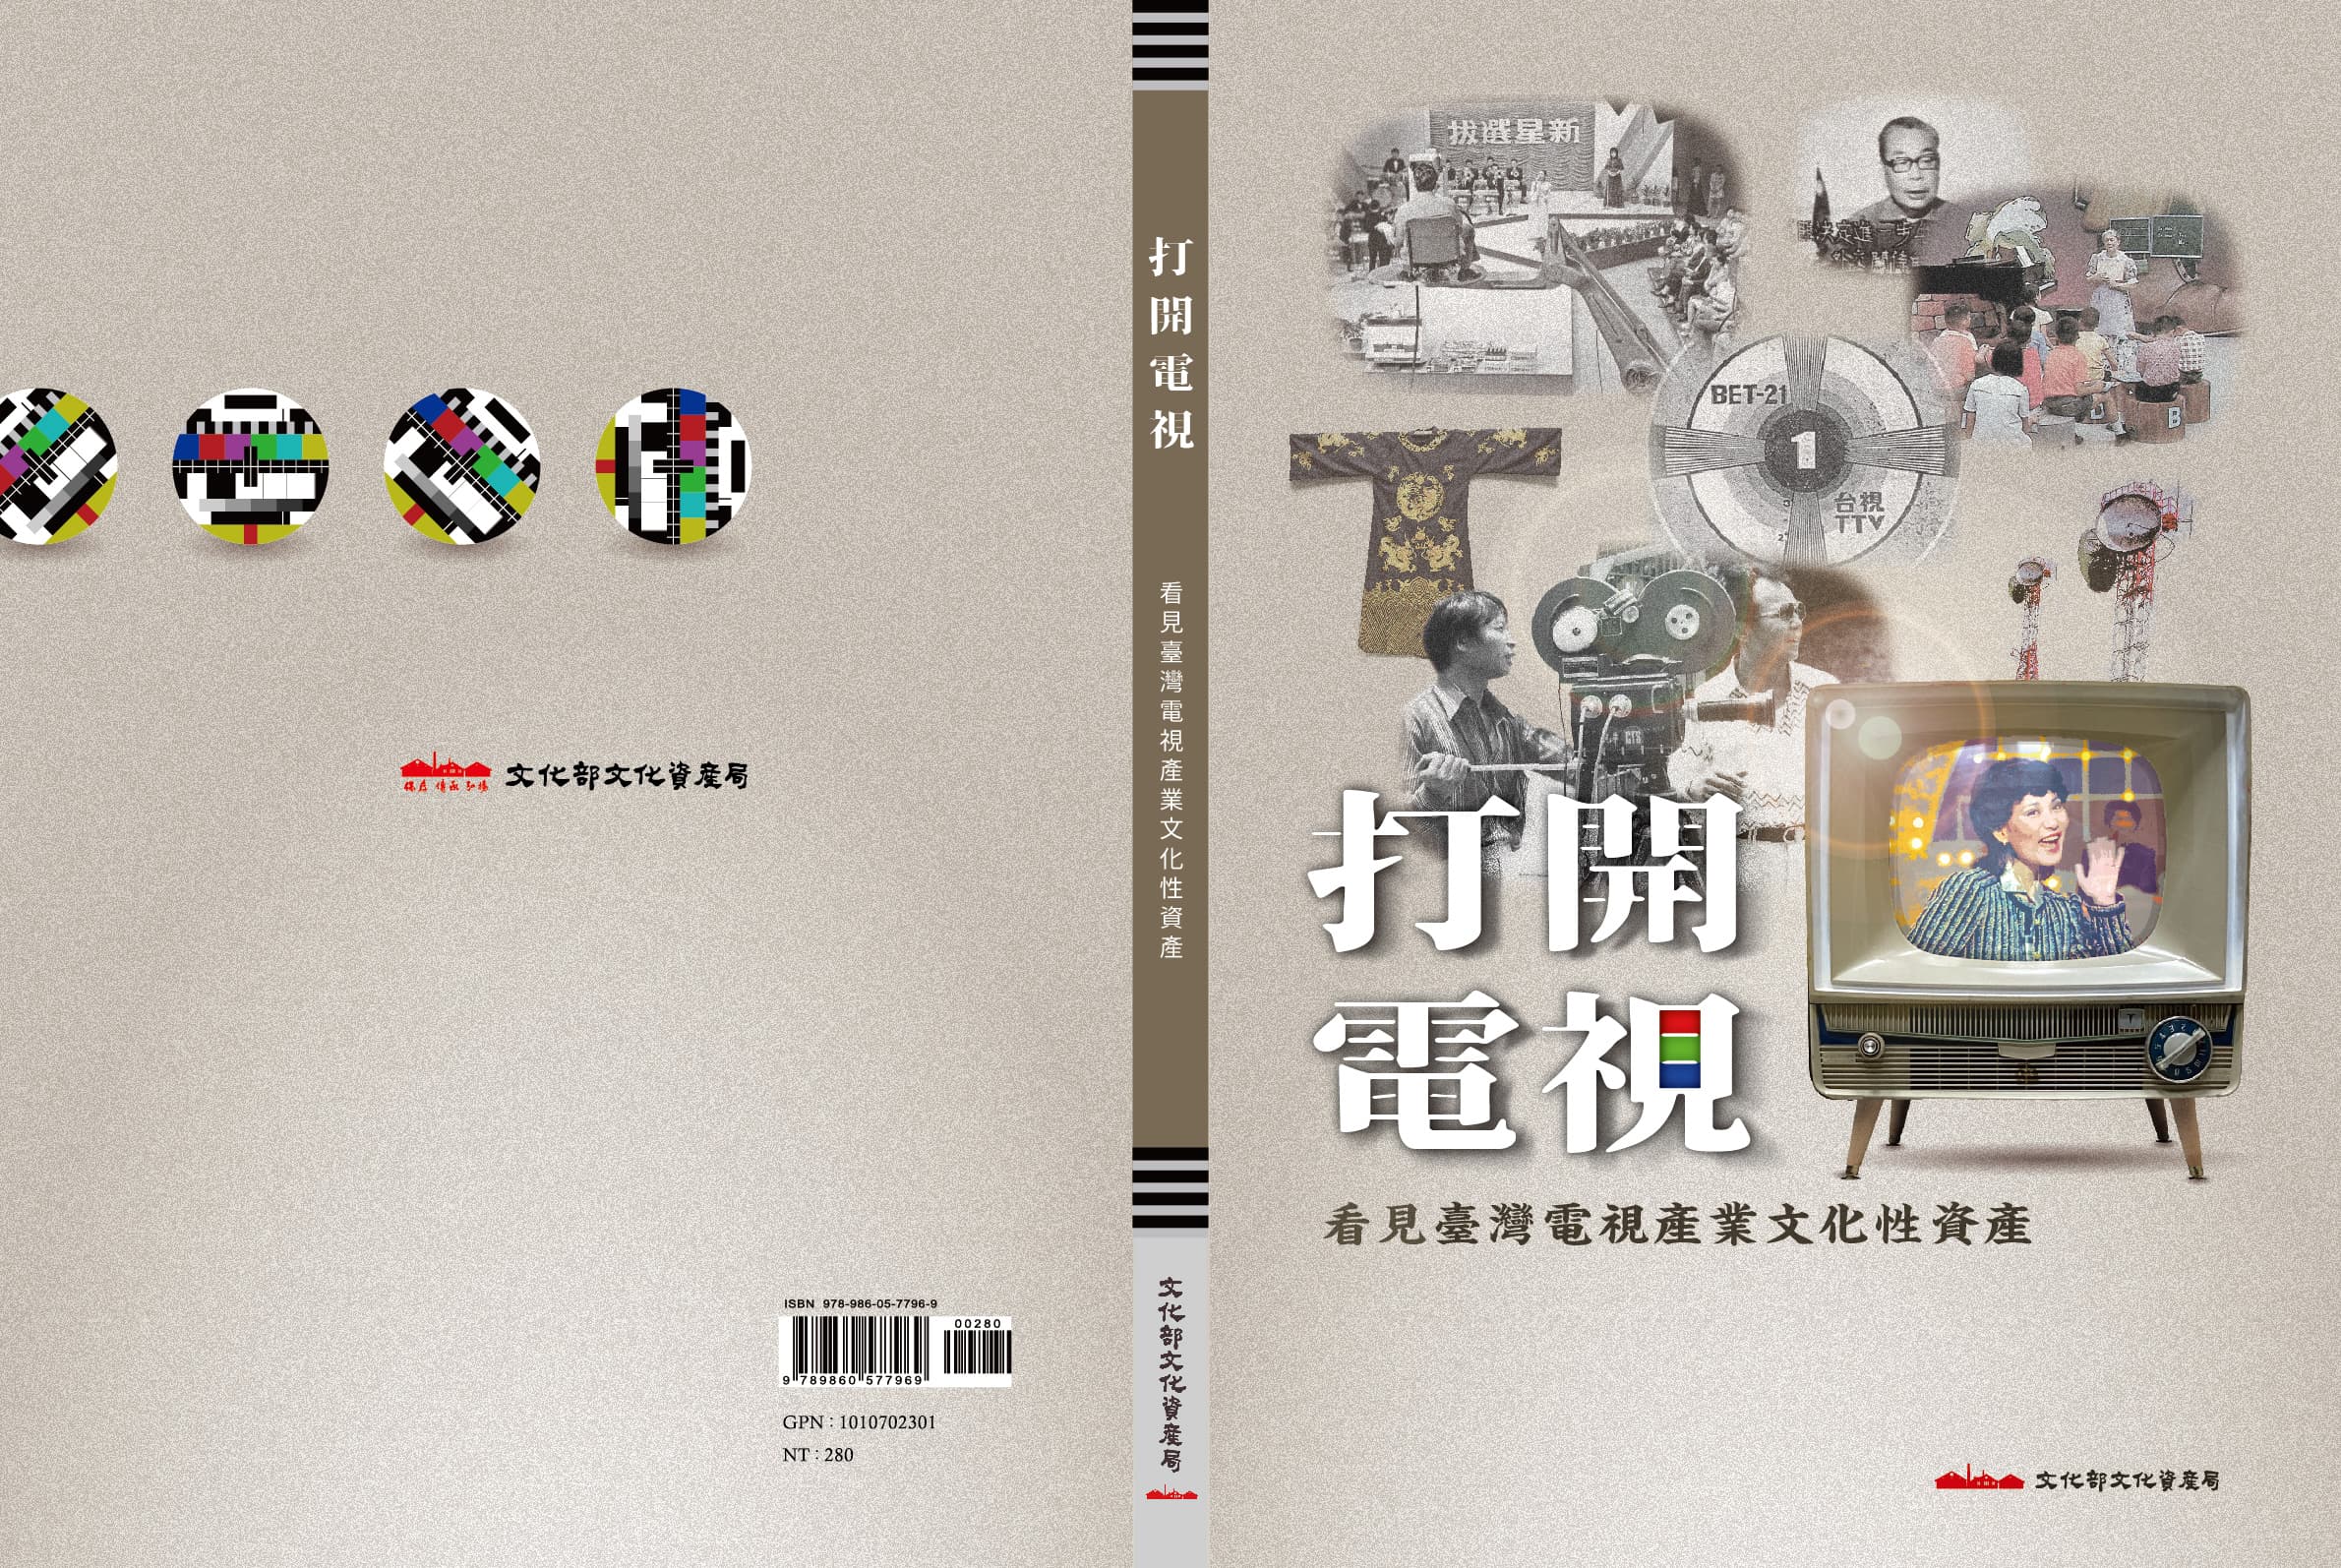 文化部文化資產局
ISBN 978-986-05-7796-9
00280
9 789860 577969
GPN：1010702301
NT：280
打開電視
看見臺灣電視產業文化性資產
文化部文化資產局
拔選星新
BET-21
1
台視
TTV
B
CTS
打開
電視
看見臺灣電視產業文化性資產
文化部文化資產局